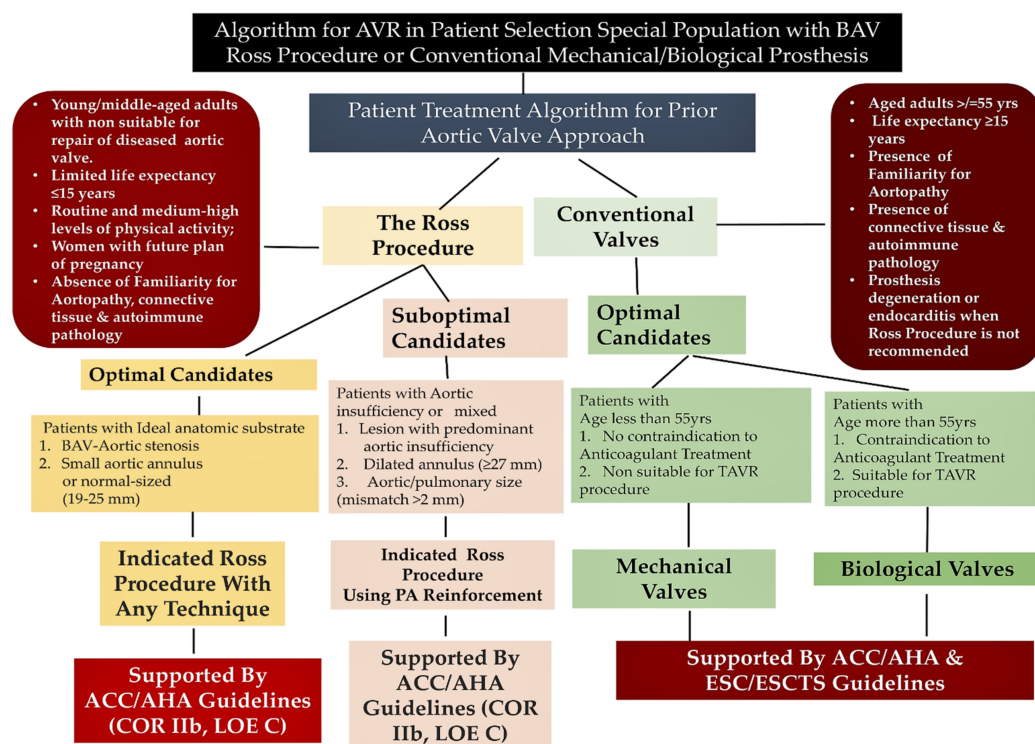 Algorithm for AVR in Patient Selection Special Population with BAV
Ross Procedure or Conventional Mechanical/Biological Prosthesis
Patient Treatment Algorithm for Prior
Aortic Valve Approach
• Young/middle-aged adults
with non suitable for
repair of diseased aortic
valve.
• Limited life expectancy
≤15 years
• Routine and medium-high
levels of physical activity;
• Women with future plan
of pregnancy
• Absence of Familiarity for
Aortopathy, connective
tissue & autoimmune
pathology
• Aged adults >/=55 yrs
• Life expectancy ≥15
years
• Presence of
Familiarity for
Aortopathy
• Presence of
connective tissue &
autoimmune
pathology
• Prosthesis
degeneration or
endocarditis when
Ross Procedure is not
recommended
The Ross
Procedure
Conventional
Valves
Optimal Candidates
Suboptimal
Candidates
Optimal
Candidates
Patients with Ideal anatomic substrate
1. BAV-Aortic stenosis
2. Small aortic annulus
or normal-sized
(19-25 mm)
Patients with Aortic
insufficiency or mixed
1. Lesion with predominant
aortic insufficiency
2. Dilated annulus (≥27 mm)
3. Aortic/pulmonary size
(mismatch >2 mm)
Patients with
Age less than 55yrs
1. No contraindication to
Anticoagulant Treatment
2. Non suitable for TAVR
procedure
Patients with
Age more than 55yrs
1. Contraindication to
Anticoagulant Treatment
2. Suitable for TAVR
procedure
Indicated Ross
Procedure With
Any Technique
Indicated Ross
Procedure
Using PA Reinforcement
Mechanical
Valves
Biological Valves
Supported By
ACC/AHA Guidelines
(COR IIb, LOE C)
Supported By
ACC/AHA
Guidelines (COR
IIb, LOE C)
Supported By ACC/AHA &
ESC/ESCTS Guidelines